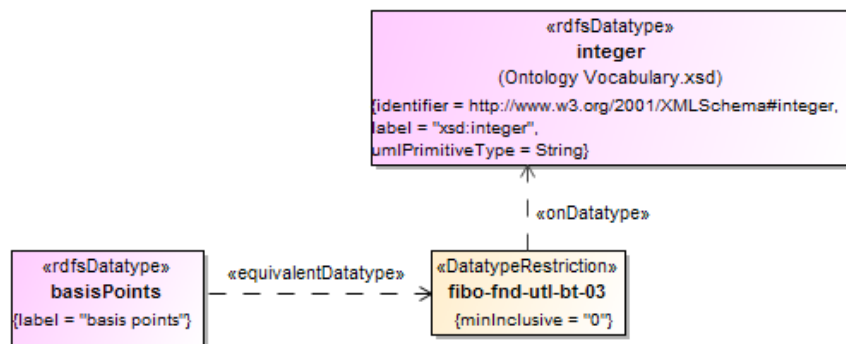 «rdfsDatatype»
integer
(Ontology Vocabulary.xsd)
{identifier = http://www.w3.org/2001/XMLSchema#integer,
label = "xsd:integer",
umlPrimitiveType = String}
«onDatatype»
«rdfsDatatype»
basisPoints
{label = "basis points"}
«equivalentDatatype»
«DatatypeRestriction»
fibo-fnd-utl-bt-03
{minInclusive = "0"}